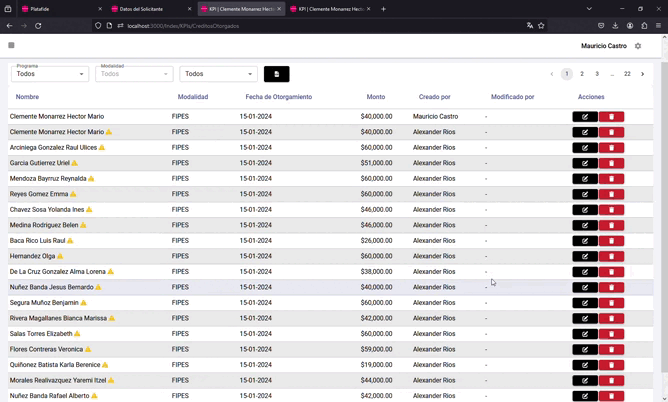 Platafide
Datos del Solicitante
KPI | Clemente Monarrez Hecto
KPI | Clemente Monarrez Hecto
localhost:3000/Index/KPIs/CreditosOtorgados
Mauricio Castro
Programa
Todos
Modalidad
Todos
Todos
1 2 3 ... 22
Nombre Modalidad Fecha de Otorgamiento Monto Creado por Modificado por Acciones
Clemente Monarrez Hector Mario FIPES 15-01-2024 $40,000.00 Mauricio Castro -
Clemente Monarrez Hector Mario FIPES 15-01-2024 $40,000.00 Alexander Rios -
Arciniega Gonzalez Raul Ulices FIPES 15-01-2024 $60,000.00 Alexander Rios -
Garcia Gutierrez Uriel FIPES 15-01-2024 $51,000.00 Alexander Rios -
Mendoza Bayrruz Reynalda FIPES 15-01-2024 $60,000.00 Alexander Rios -
Reyes Gomez Emma FIPES 15-01-2024 $60,000.00 Alexander Rios -
Chavez Sosa Yolanda Ines FIPES 15-01-2024 $46,000.00 Alexander Rios -
Medina Rodriguez Belen FIPES 15-01-2024 $46,000.00 Alexander Rios -
Baca Rico Luis Raul FIPES 15-01-2024 $26,000.00 Alexander Rios -
Hernandez Olga FIPES 15-01-2024 $60,000.00 Alexander Rios -
De La Cruz Gonzalez Alma Lorena FIPES 15-01-2024 $38,000.00 Alexander Rios -
Nuñez Banda Jesus Bernardo FIPES 15-01-2024 $40,000.00 Alexander Rios -
Segura Muñoz Benjamin FIPES 15-01-2024 $60,000.00 Alexander Rios -
Rivera Magallanes Bianca Marissa FIPES 15-01-2024 $42,000.00 Alexander Rios -
Salas Torres Elizabeth FIPES 15-01-2024 $60,000.00 Alexander Rios -
Flores Contreras Veronica FIPES 15-01-2024 $59,000.00 Alexander Rios -
Quiñonez Batista Karla Berenice FIPES 15-01-2024 $19,000.00 Alexander Rios -
Morales Realivazquez Yaremi Itzel FIPES 15-01-2024 $44,000.00 Alexander Rios -
Nuñez Banda Rafael Alberto FIPES 15-01-2024 $42,000.00 Alexander Rios -